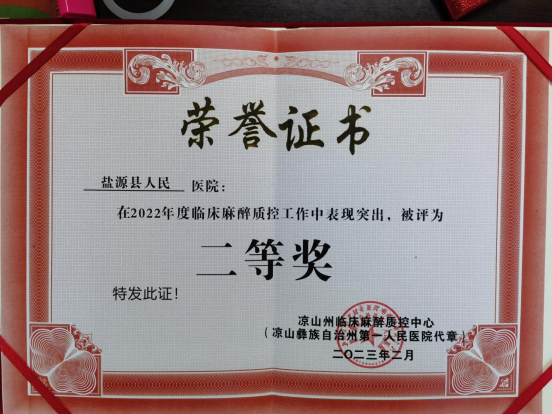 荣誉证书
盐源县人民 医院:
在2022年度临床麻醉质控工作中表现突出,被评为
二等奖
特发此证!
凉山州临床麻醉质控中心
(凉山彝族自治州第一人民医院代章)
二〇二三年二月